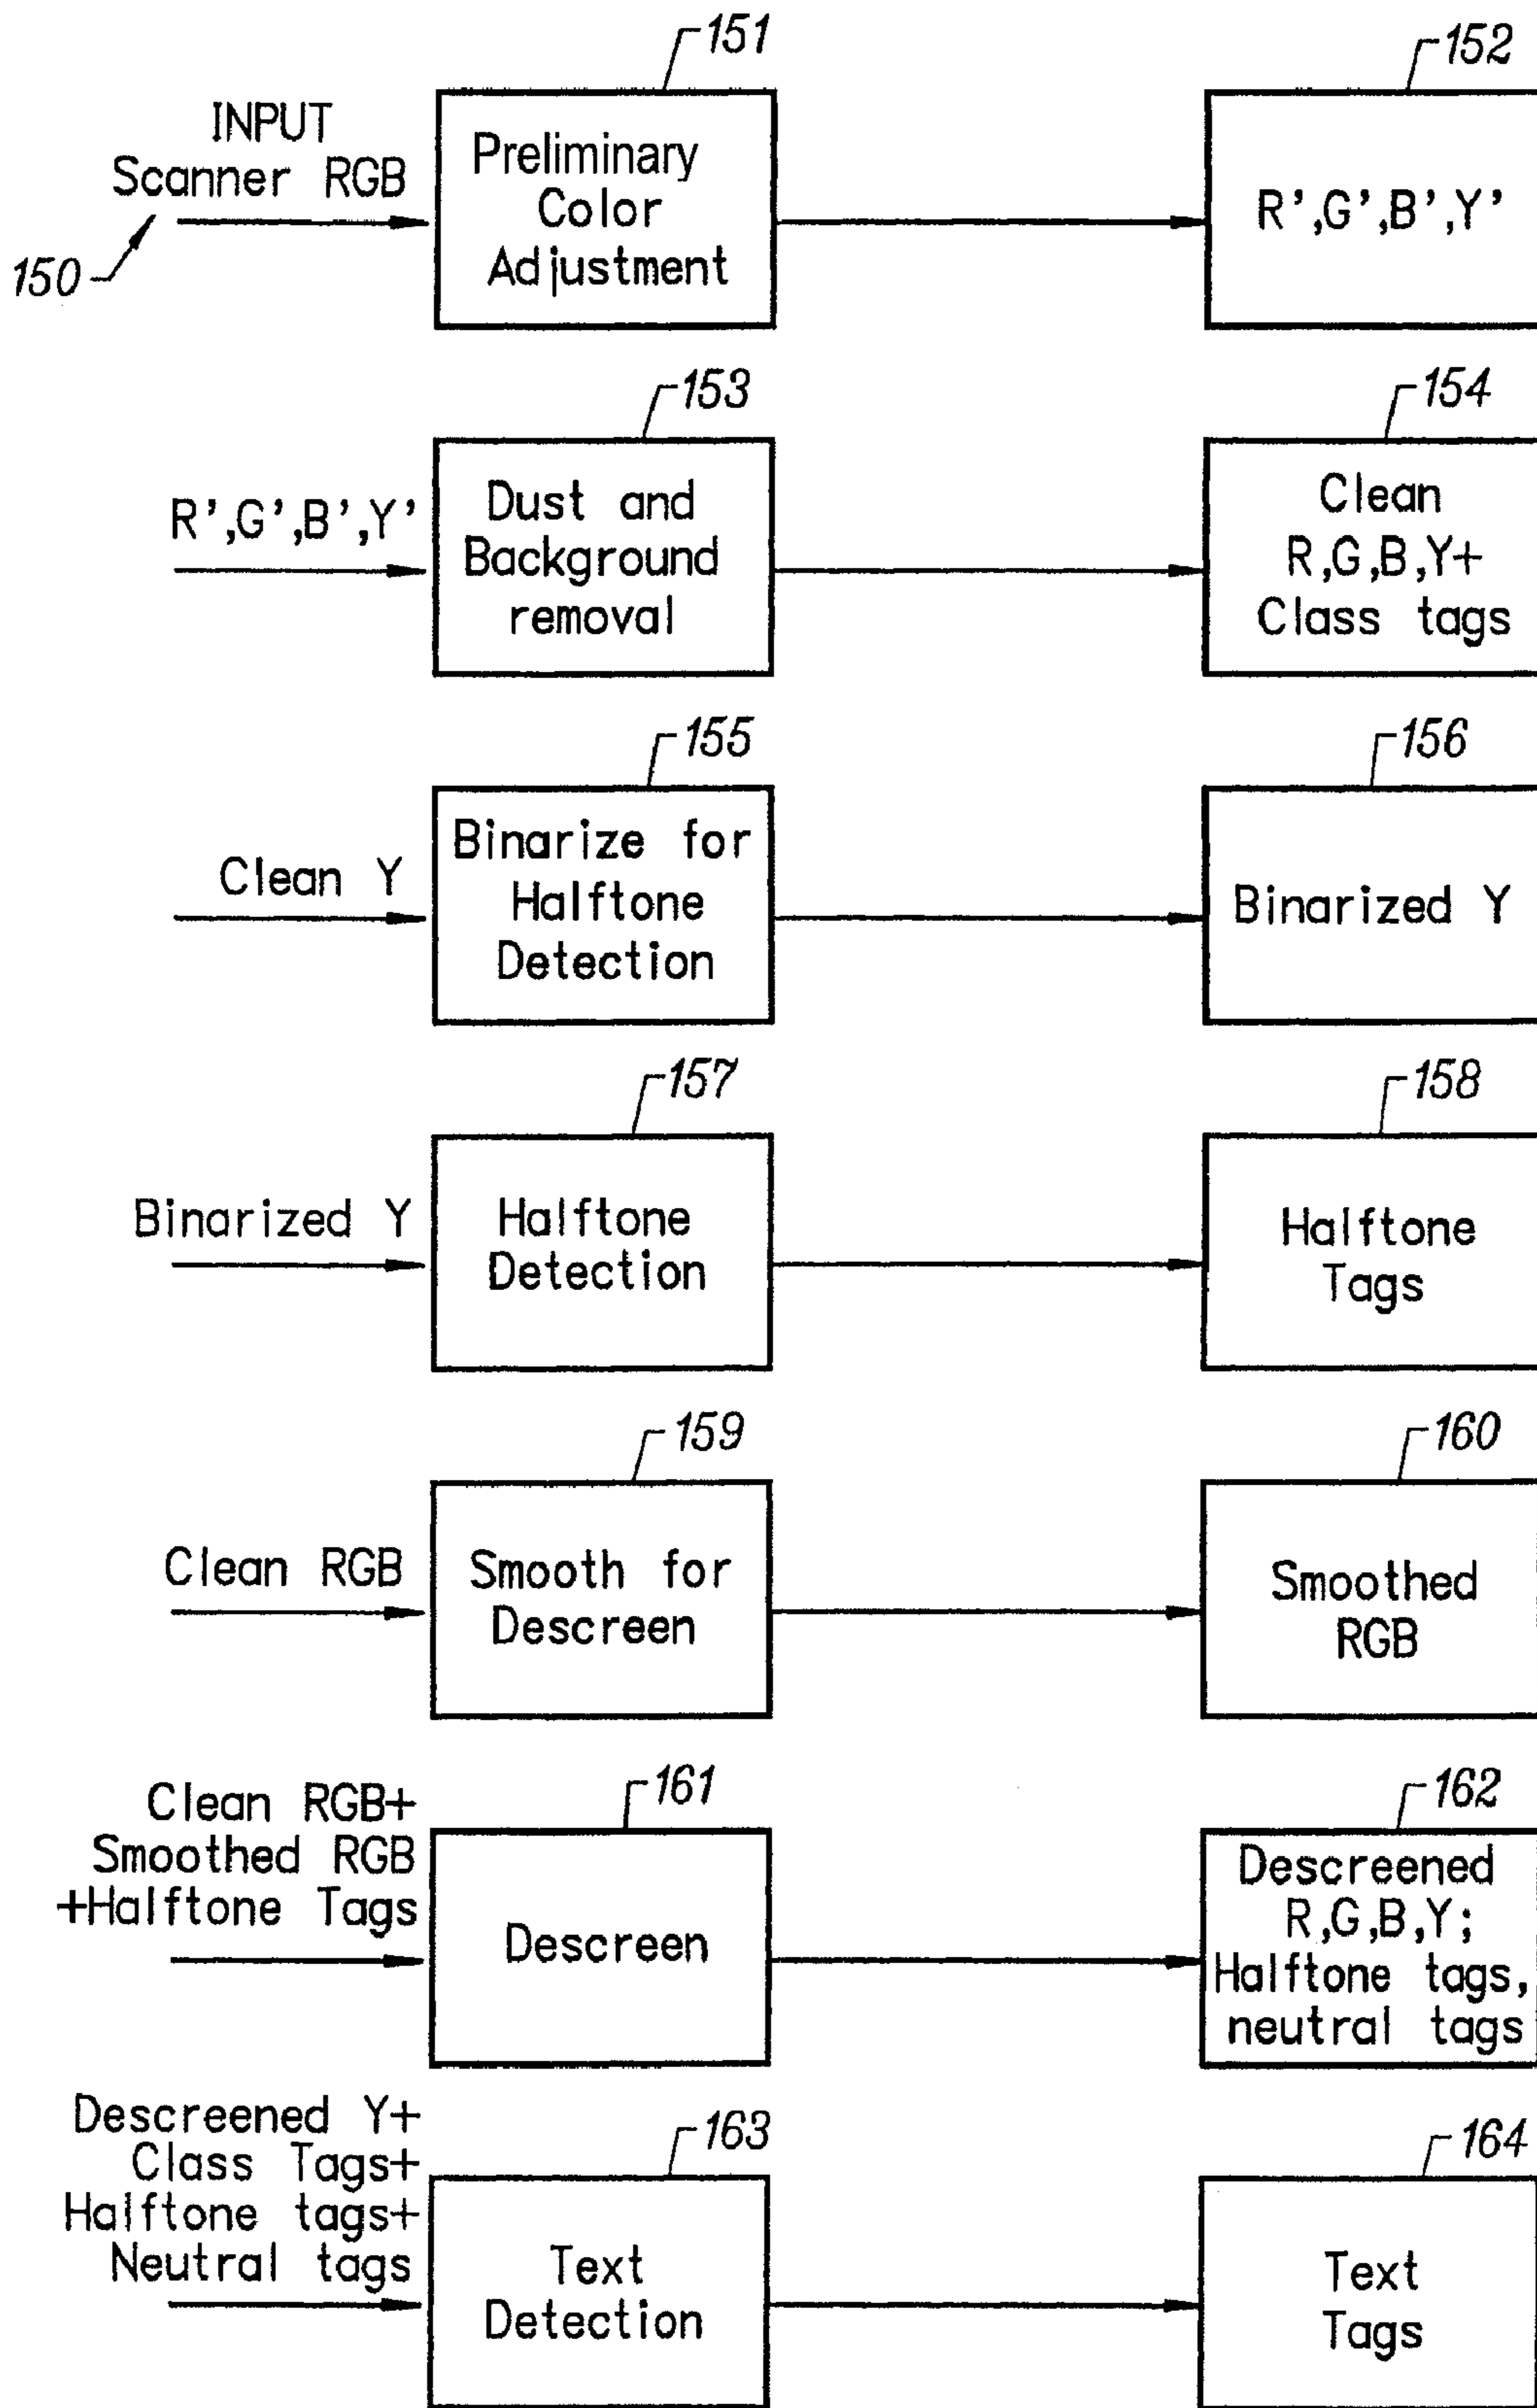 151
152
INPUT
Scanner RGB
150
Preliminary
Color
Adjustment
R',G',B',Y'
153
154
R',G',B',Y'
Dust and
Background
removal
Clean
R,G,B,Y+
Class tags
155
156
Clean Y
Binarize for
Halftone
Detection
Binarized Y
157
158
Binarized Y
Halftone
Detection
Halftone
Tags
159
160
Clean RGB
Smooth for
Descreen
Smoothed
RGB
161
162
Clean RGB+
Smoothed RGB
+Halftone Tags
Descreen
Descreened
R,G,B,Y;
Halftone tags,
neutral tags
163
164
Descreened Y+
Class Tags+
Halftone tags+
Neutral tags
Text
Detection
Text
Tags